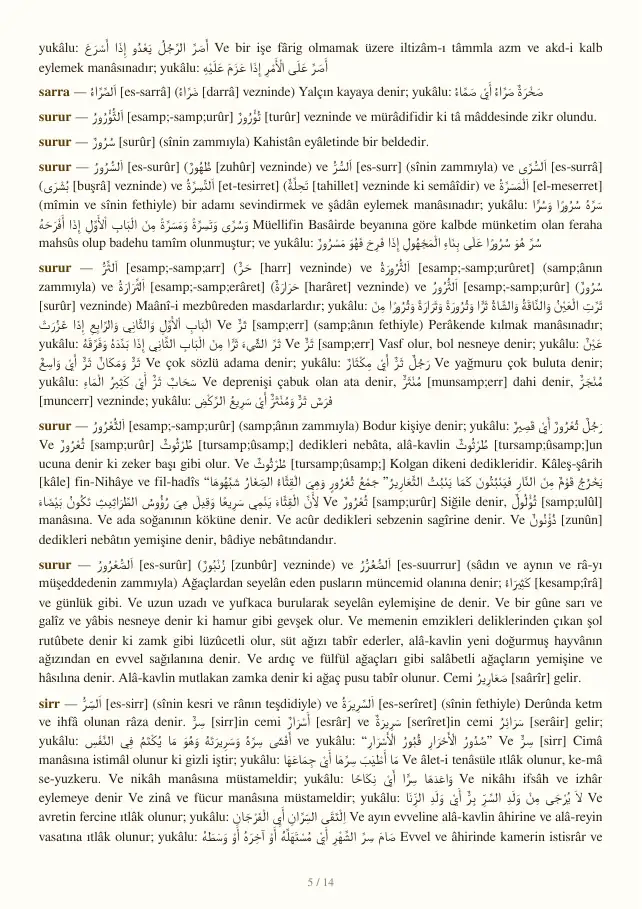 yukâlu: أَصَرَّ الرَّجُلُ يَعْدُو إِذَا أَسْرَعَ Ve bir işe fârig olmamak üzere iltizâm-ı tâmmla azm ve akd-i kalb
eylemek manâsınadır; yukâlu: أَصَرَّ عَلَى الْأَمْرِ إِذَا عَزَمَ عَلَيْهِ
sarra — اَلصَّرَّاءُ [es-sarrâ] (ضَرَّاءُ [darrâ] vezninde) Yalçın kayaya denir; yukâlu: صَخْرَةٌ صَرَّاءُ أَيْ صَمَّاءُ
surur — اَلثُّؤْرُورُ [esamp;-samp;urûr] تُؤْرُورٌ [turûr] vezninde ve mürâdifidir ki tâ mâddesinde zikr olundu.
surur — سُرُورٌ [surûr] (sînin zammıyla) Kahistân eyâletinde bir beldedir.
surur — اَلسُّرُورُ [es-surûr] (ظُهُورٌ [zuhûr] vezninde) ve اَلسُّرُّ [es-surr] (sînin zammıyla) ve اَلسُّرَّى [es-surrâ]
(بُشْرَى [buşrâ] vezninde) ve اَلتَّسِرَّةُ [et-tesirret] (تَحِلَّةٌ [tahillet] vezninde ki semâîdir) ve اَلْمَسَرَّةُ [el-meserret]
(mîmin ve sînin fethiyle) bir adamı sevindirmek ve şâdân eylemek manâsınadır; yukâlu: سَرَّهُ سُرُورًا وَسُرًّا
وَسُرَّى وَتَسِرَّةً وَمَسَرَّةً مِنَ الْبَابِ الْأَوَّلِ إِذَا أَفْرَحَهُ Müellifin Basâirde beyanına göre kalbde münketim olan feraha
mahsûs olup badehu tamîm olunmuştur; ve yukâlu: سُرَّ هُوَ سُرُورًا عَلَى بِنَاءِ الْمَجْهُولِ إِذَا فَرِحَ فَهُوَ مَسْرُورٌ
surur — اَلثَّرُّ [esamp;-samp;arr] (حَرٌّ [harr] vezninde) ve اَلثُّرُورَةُ [esamp;-samp;urûret] (samp;ânın
zammıyla) ve اَلثَّرَارَةُ [esamp;-samp;erâret] (حَرَارَةٌ [harâret] vezninde) ve اَلثُّرُورُ [esamp;-samp;urûr] (سُرُورٌ
[surûr] vezninde) Maânî-i mezbûreden masdarlardır; yukâlu: ثَرَّتِ الْعَيْنُ وَالنَّاقَةُ وَالشَّاةُ ثَرًّا وَثُرُورَةً وَثَرَارَةً وَثُرُورًا مِنَ
الْبَابِ الْأَوَّلِ وَالثَّانِي وَالرَّابِعِ إِذَا غَزُرَتْ Ve ثَرٌّ [samp;err] (samp;ânın fethiyle) Perâkende kılmak manâsınadır;
yukâlu: ثَرَّ الشَّيْءَ ثَرًّا مِنَ الْبَابِ الثَّانِي إِذَا بَدَّدَهُ وَفَرَّقَهُ Ve ثَرٌّ [samp;err] Vasf olur, bol nesneye denir; yukâlu: عَيْنٌ
ثَرٌّ وَمَكَانٌ ثَرٌّ أَيْ وَاسِعٌ Ve çok sözlü adama denir; yukâlu: رَجُلٌ ثَرٌّ أَيْ مِكْثَارٌ Ve yağmuru çok buluta denir;
yukâlu: سَحَابٌ ثَرٌّ أَيْ كَثِيرُ الْمَاءِ Ve deprenişi çabuk olan ata denir, مُنْثَرٌّ [munsamp;err] dahi denir, مُنْجَرٌّ
[muncerr] vezninde; yukâlu: فَرَسٌ ثَرٌّ وَمُنْثَرٌّ أَيْ سَرِيعُ الرَّكْضِ
surur — اَلثُّعْرُورُ [esamp;-samp;urûr] (samp;ânın zammıyla) Bodur kişiye denir; yukâlu: رَجُلٌ ثُعْرُورٌ أَيْ قَصِيرٌ
Ve ثُعْرُورٌ [samp;urûr] طُرْثُوثٌ [tursamp;ûsamp;] dedikleri nebâta, alâ-kavlin طُرْثُوثٌ [tursamp;ûsamp;]un
ucuna denir ki zeker başı gibi olur. Ve طُرْثُوثٌ [tursamp;ûsamp;] Kolgan dikeni dedikleridir. Kâleş-şârih
[kâle] fin-Nihâye ve fil-hadîs “يَخْرُجُ قَوْمٌ مِنَ النَّارِ فَيَنْبُتُونَ كَمَا يَنْبُتُ الثَّعَارِيرُ” جَمْعُ ثُعْرُورٍ وَهِيَ الْقِثَّاءُ الصِّغَارُ شُبِّهُوهَا
لِأَنَّ الْقِثَّاءَ يَنْمِي سَرِيعًا وَقِيلَ هِيَ رُؤُوسُ الطَّرَاثِيثِ تَكُونُ بَيْضَاءَ Ve ثُعْرُورٌ [samp;urûr] Siğile denir, ثُؤْلُولٌ [samp;ulûl]
manâsına. Ve ada soğanının köküne denir. Ve acûr dedikleri sebzenin sagîrine denir. Ve ذُؤْنُونٌ [zunûn]
dedikleri nebâtın yemişine denir, bâdiye nebâtındandır.
surur — اَلصُّعْرُورُ [es-surûr] (زُنْبُورٌ [zunbûr] vezninde) ve اَلصُّعْرُرُّ [es-suurrur] (sâdın ve aynın ve râ-yı
müşeddedenin zammıyla) Ağaçlardan seyelân eden pusların müncemid olanına denir; كَثِيرَاءُ [kesamp;îrâ]
ve günlük gibi. Ve uzun uzadı ve yufkaca burularak seyelân eylemişine de denir. Ve bir gûne sarı ve
galîz ve yâbis nesneye denir ki hamur gibi gevşek olur. Ve memenin emzikleri deliklerinden çıkan şol
rutûbete denir ki zamk gibi lüzûcetli olur, süt ağızı tabîr ederler, alâ-kavlin yeni doğurmuş hayvânın
ağızından en evvel sağılanına denir. Ve ardıç ve fülfül ağaçları gibi salâbetli ağaçların yemişine ve
hâsılına denir. Alâ-kavlin mutlakan zamka denir ki ağaç pusu tabîr olunur. Cemi صَعَارِيرُ [saârîr] gelir.
sirr — اَلسِّرُّ [es-sirr] (sînin kesri ve rânın teşdidiyle) ve اَلسَّرِيرَةُ [es-serîret] (sînin fethiyle) Derûnda ketm
ve ihfâ olunan râza denir. سِرٌّ [sirr]in cemi أَسْرَارٌ [esrâr] ve سَرِيرَةٌ [serîret]in cemi سَرَائِرُ [serâir] gelir;
yukâlu: أَفْشَى سِرَّهُ وَسَرِيرَتَهُ وَهُوَ مَا يُكْتَمُ فِي النَّفْسِ ve yukâlu: “صُدُورُ الْأَحْرَارِ قُبُورُ الْأَسْرَارِ” Ve سِرٌّ [sirr] Cimâ
manâsına istimâl olunur ki gizli iştir; yukâlu: مَا أَطْيَبَ سِرَّهَا أَيْ جِمَاعَهَا Ve âlet-i tenâsüle ıtlâk olunur, ke-mâ
se-yuzkeru. Ve nikâh manâsına müstameldir; yukâlu: وَاعَدَهَا سِرًّا أَيْ نِكَاحًا Ve nikâhı ifsâh ve izhâr
eylemeye denir Ve zinâ ve fücur manâsına müstameldir; yukâlu: لَا يُرْجَى مِنْ وَلَدِ السِّرِّ بِرٌّ أَيْ وَلَدِ الزِّنَا Ve
avretin fercine ıtlâk olunur; yukâlu: اِلْتَقَى السِّرَّانِ أَيِ الْفَرْجَانِ Ve ayın evveline alâ-kavlin âhirine ve alâ-reyin
vasatına ıtlâk olunur; yukâlu: صَامَ سِرَّ الشَّهْرِ أَيْ مُسْتَهَلَّهُ أَوْ آخِرَهُ أَوْ وَسَطَهُ Evvel ve âhirinde kamerin istisrâr ve
5 / 14